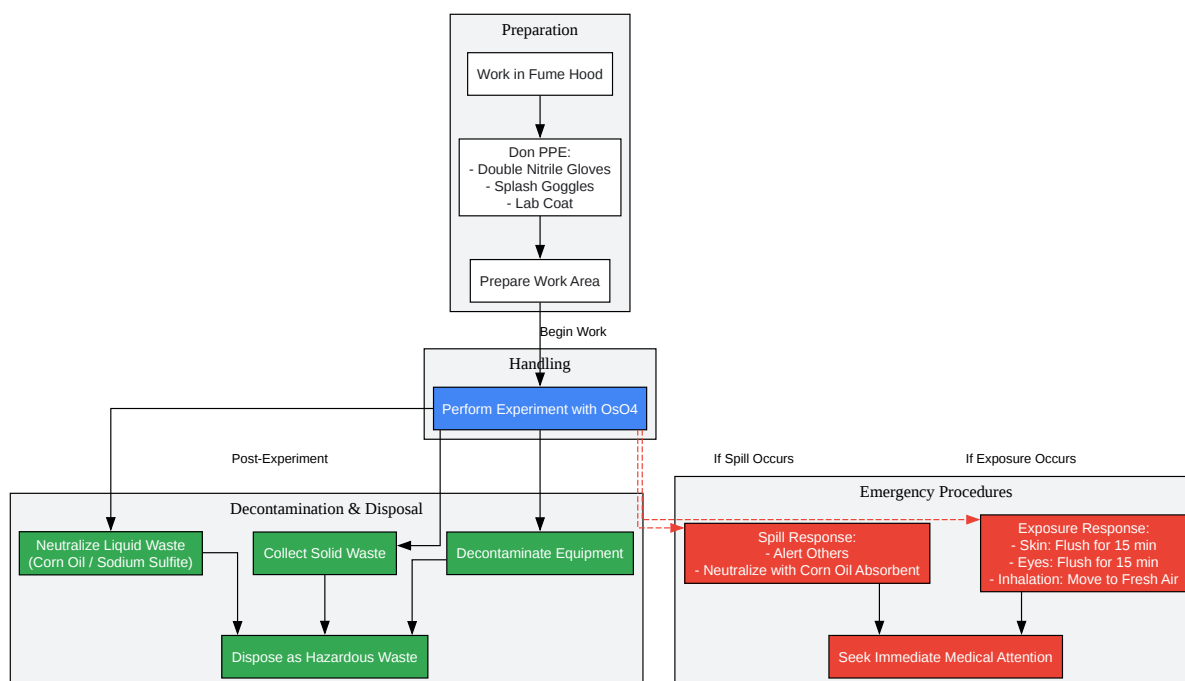 Preparation
Work in Fume Hood
Don PPE:
- Double Nitrile Gloves
- Splash Goggles
- Lab Coat
Prepare Work Area
Begin Work
Handling
Perform Experiment with OsO4
Post-Experiment
If Spill Occurs
If Exposure Occurs
Decontamination & Disposal
Neutralize Liquid Waste
(Corn Oil / Sodium Sulfite)
Collect Solid Waste
Decontaminate Equipment
Dispose as Hazardous Waste
Emergency Procedures
Spill Response:
- Alert Others
- Neutralize with Corn Oil Absorbent
Exposure Response:
- Skin: Flush for 15 min
- Eyes: Flush for 15 min
- Inhalation: Move to Fresh Air
Seek Immediate Medical Attention